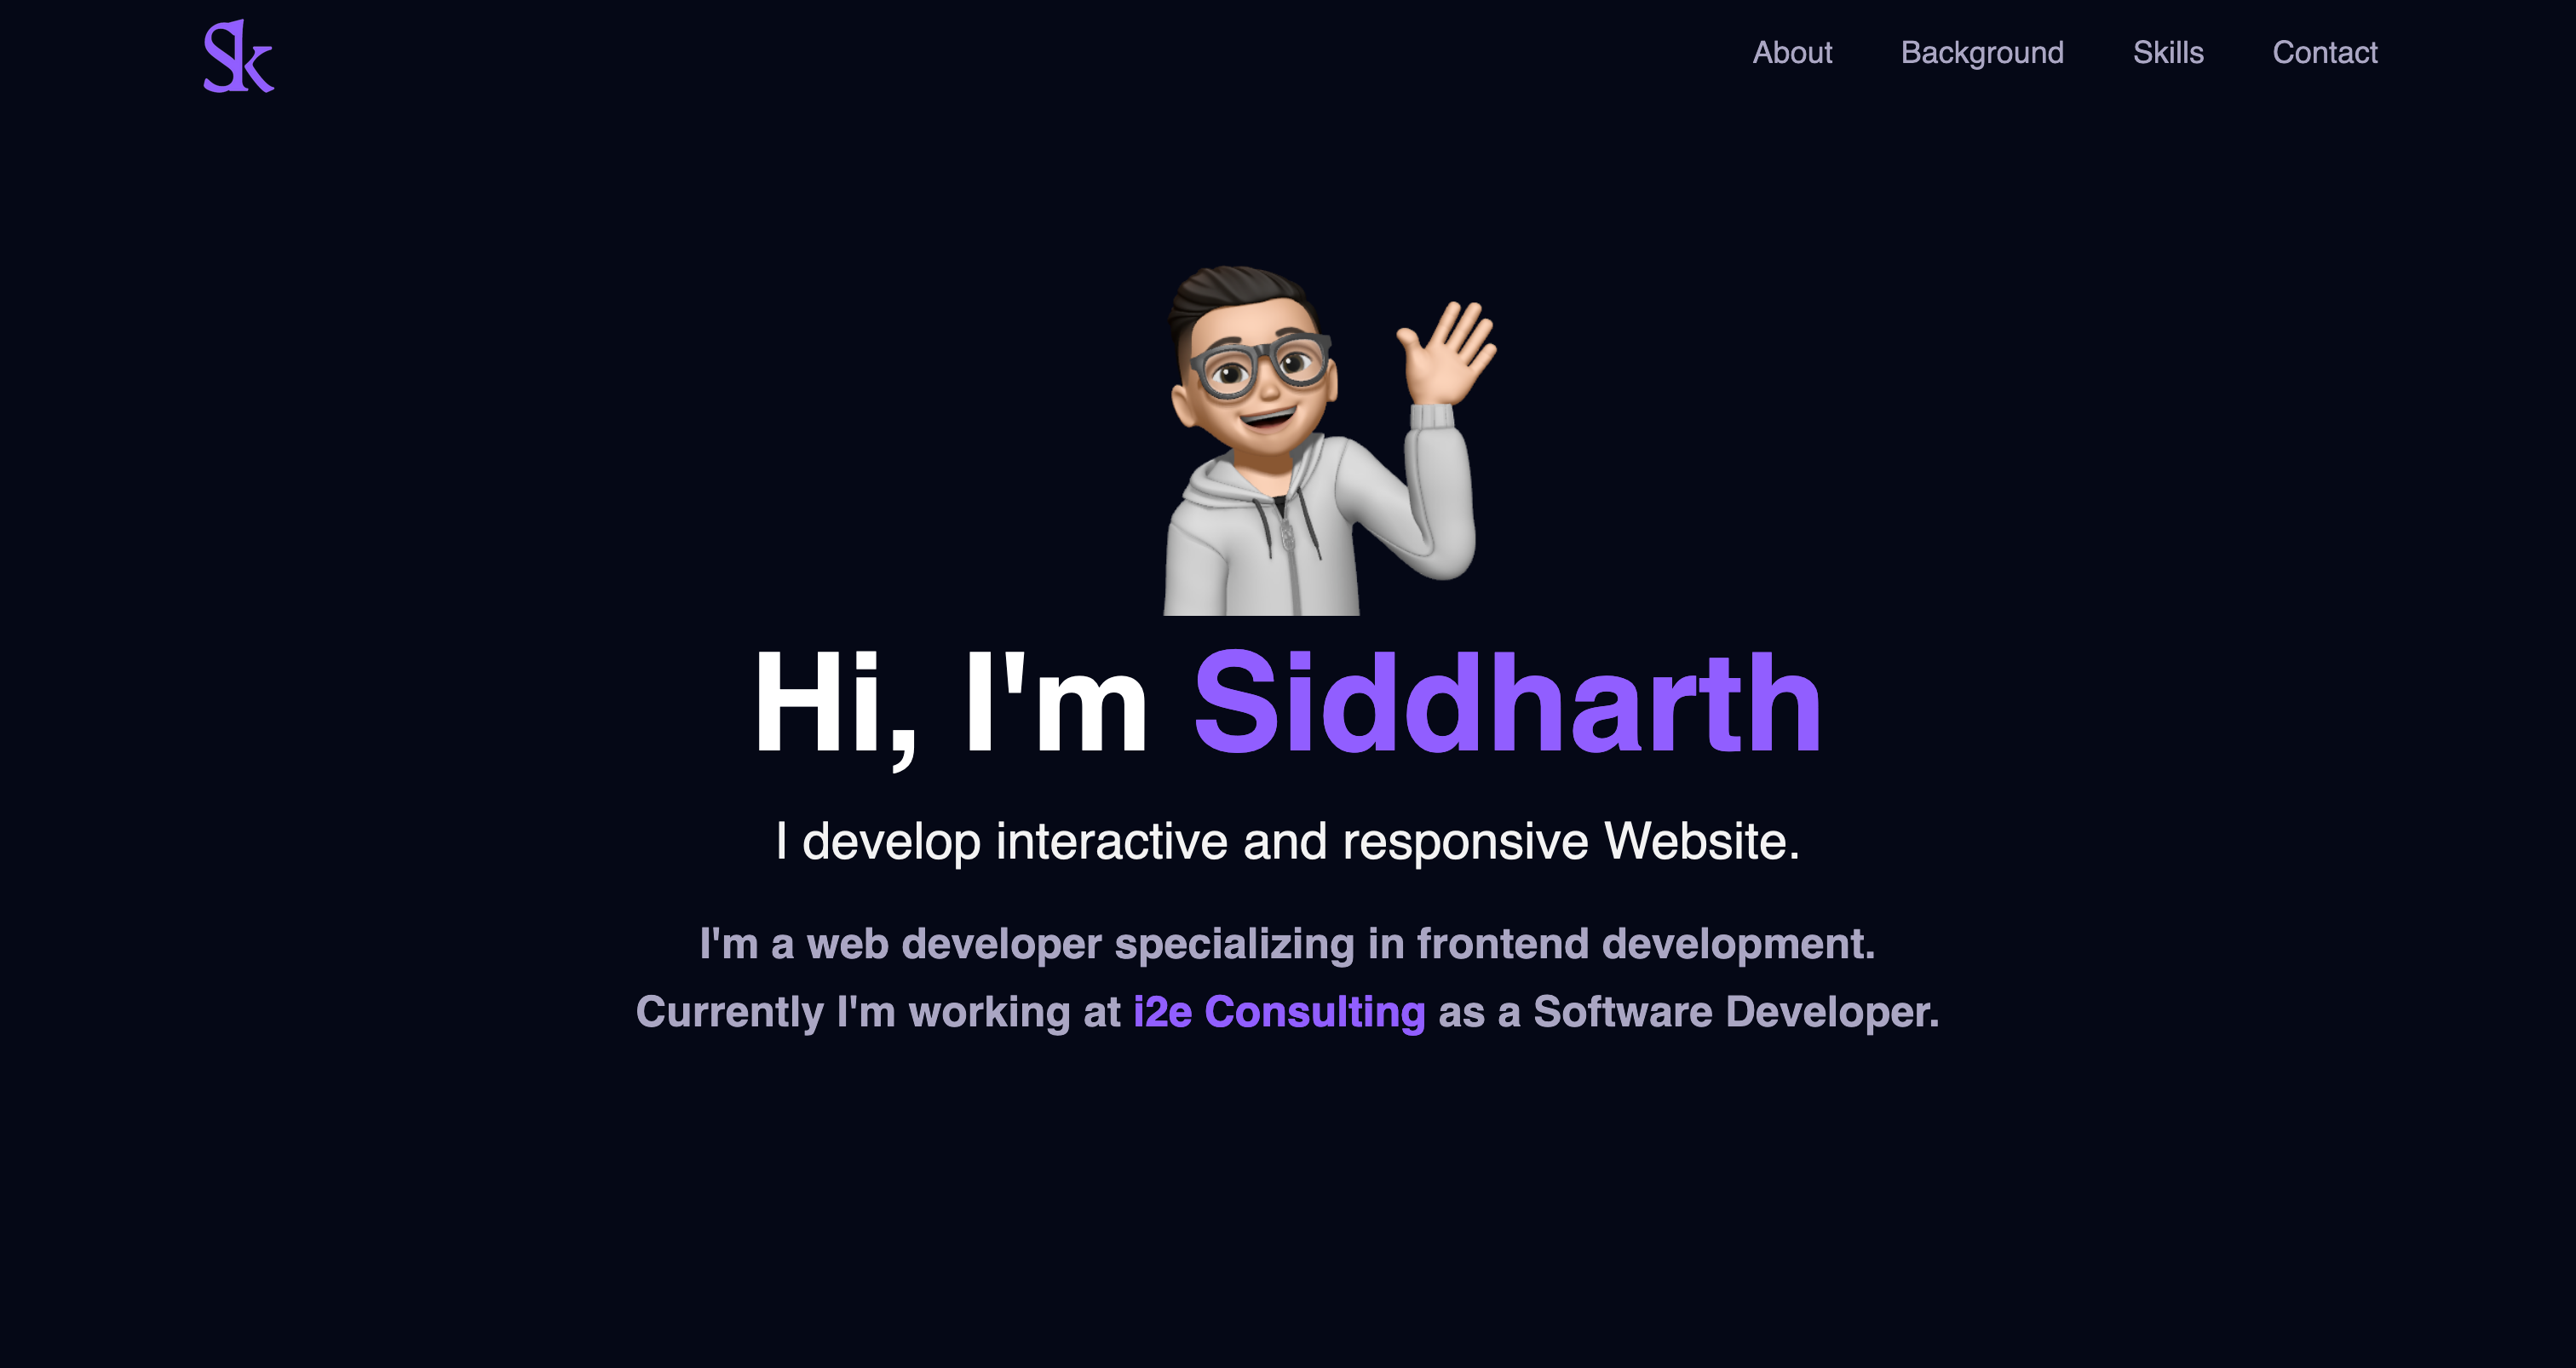 Sk
About Background Skills Contact
Hi, I'm Siddharth
I develop interactive and responsive Website.
I'm a web developer specializing in frontend development.
Currently I'm working at i2e Consulting as a Software Developer.